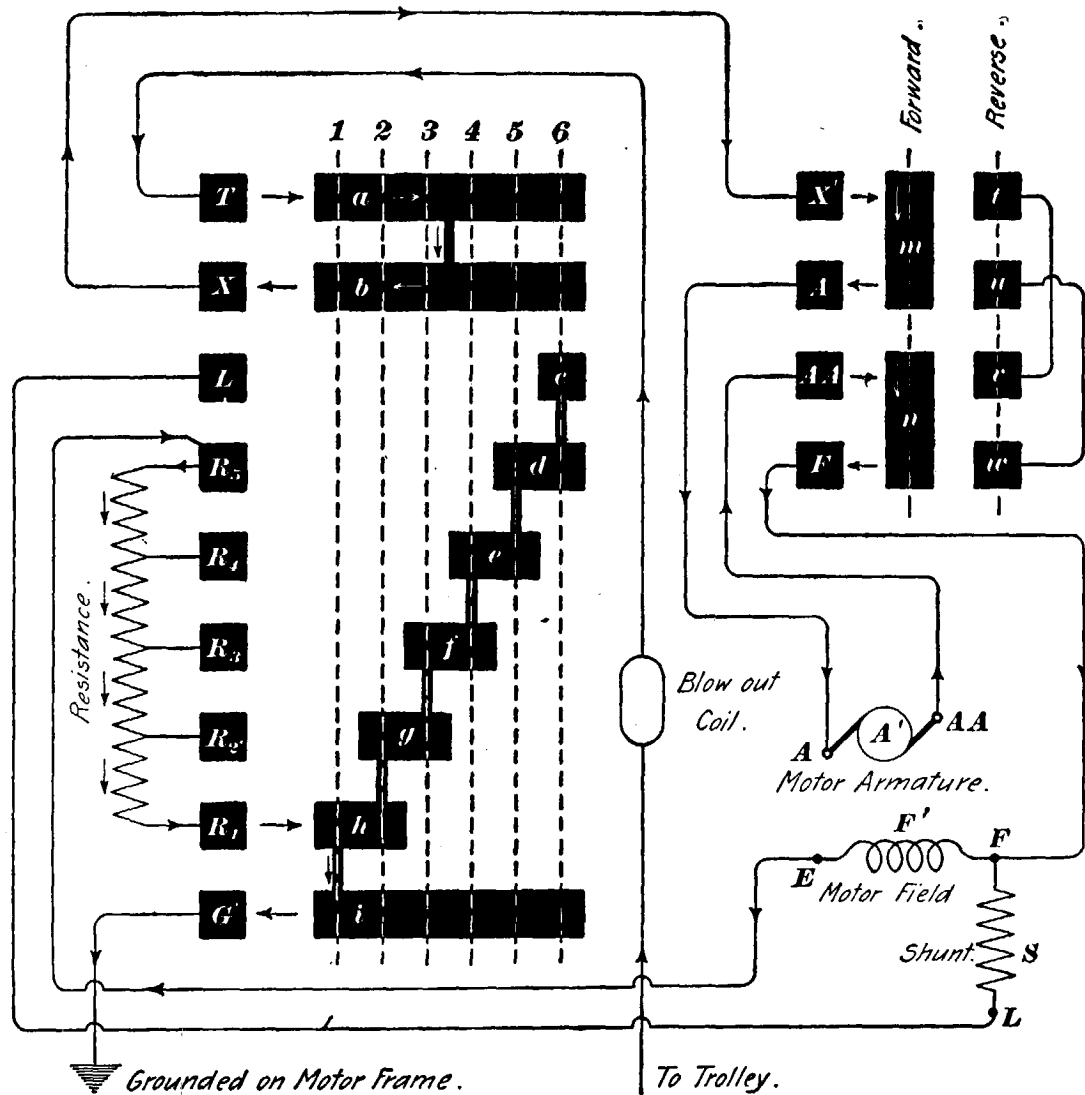 Forward.
Reverse.
1 2 3 4 5 6
T a X' m t
X b A u
L c AA n v
R5 d F w
R4 e
Resistance.
R3 f
R2 g
Blow out
Coil.
A A' AA
Motor Armature.
R1 h
F' F
E
Motor Field
G i
Shunt. S
L
Grounded on Motor Frame.
To Trolley.